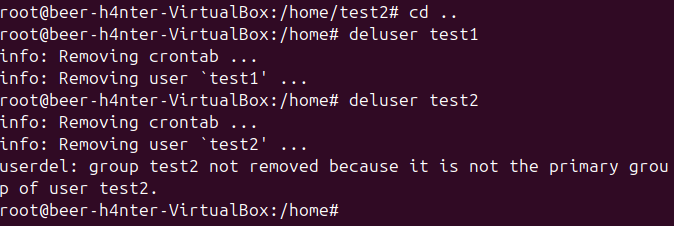 root@beer-h4nter-VirtualBox:/home/test2# cd ..
root@beer-h4nter-VirtualBox:/home# deluser test1
info: Removing crontab ...
info: Removing user `test1' ...
root@beer-h4nter-VirtualBox:/home# deluser test2
info: Removing crontab ...
info: Removing user `test2' ...
userdel: group test2 not removed because it is not the primary grou
p of user test2.
root@beer-h4nter-VirtualBox:/home#